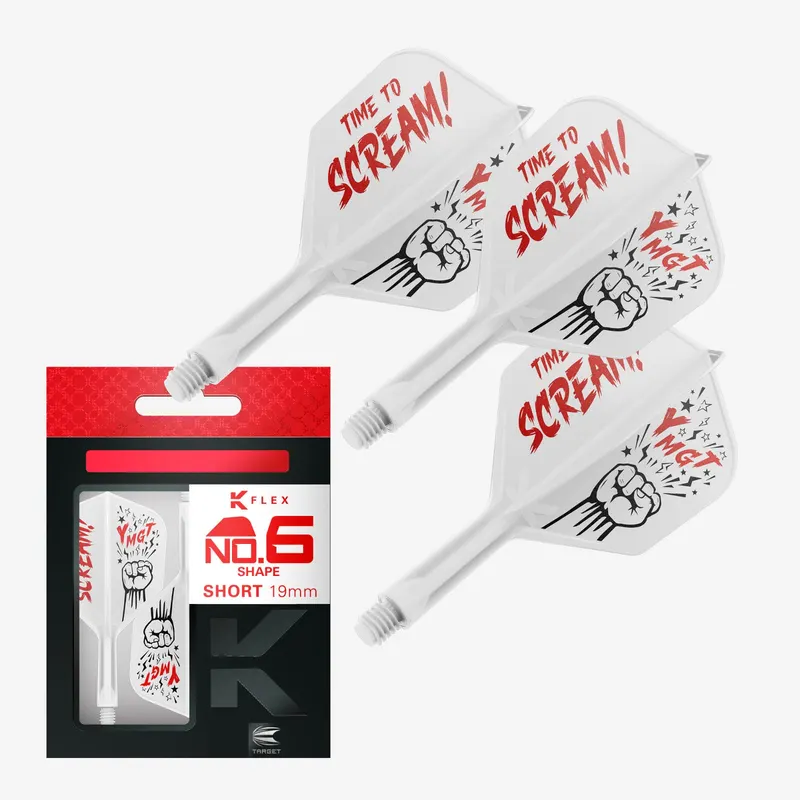 TIME TO
SCREAM!
YMGT
TIME TO
SCREAM!
YMGT
TIME
SCREAM!
YMGT
K FLEX
NO.6
SHAPE
SHORT 19mm
SCREAM!
YMGT
YMGT
K
TARGET